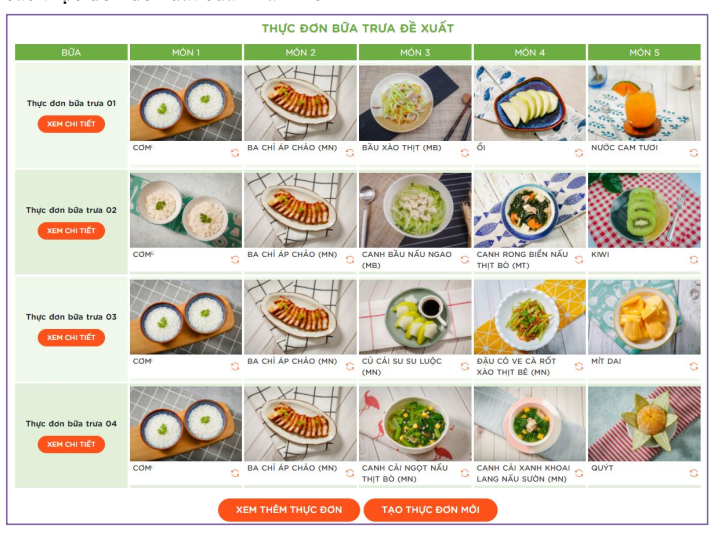 THỰC ĐƠN BỮA TRƯA ĐỀ XUẤT
BỮA MÓN 1 MÓN 2 MÓN 3 MÓN 4 MÓN 5
Thực đơn bữa trưa 01
XEM CHI TIẾT
CƠM BA CHỈ ÁP CHẢO (MN) BẦU XÀO THỊT (MB) ỔI NƯỚC CAM TƯƠI
Thực đơn bữa trưa 02
XEM CHI TIẾT
CƠM BA CHỈ ÁP CHẢO (MN) CANH BẦU NẤU NGAO (MB) CANH RONG BIỂN NẤU THỊT BÒ (MT) KIWI
Thực đơn bữa trưa 03
XEM CHI TIẾT
CƠM BA CHỈ ÁP CHẢO (MN) CỦ CẢI SU SU LUỘC (MN) ĐẬU CÔ VE CÀ RỐT XÀO THỊT BÊ (MN) MÍT DAI
Thực đơn bữa trưa 04
XEM CHI TIẾT
CƠM BA CHỈ ÁP CHẢO (MN) CANH CẢI NGỌT NẤU THỊT BÒ (MN) CANH CẢI XANH KHOAI LANG NẤU SƯỜN (MN) QUÝT
XEM THÊM THỰC ĐƠN TẠO THỰC ĐƠN MỚI